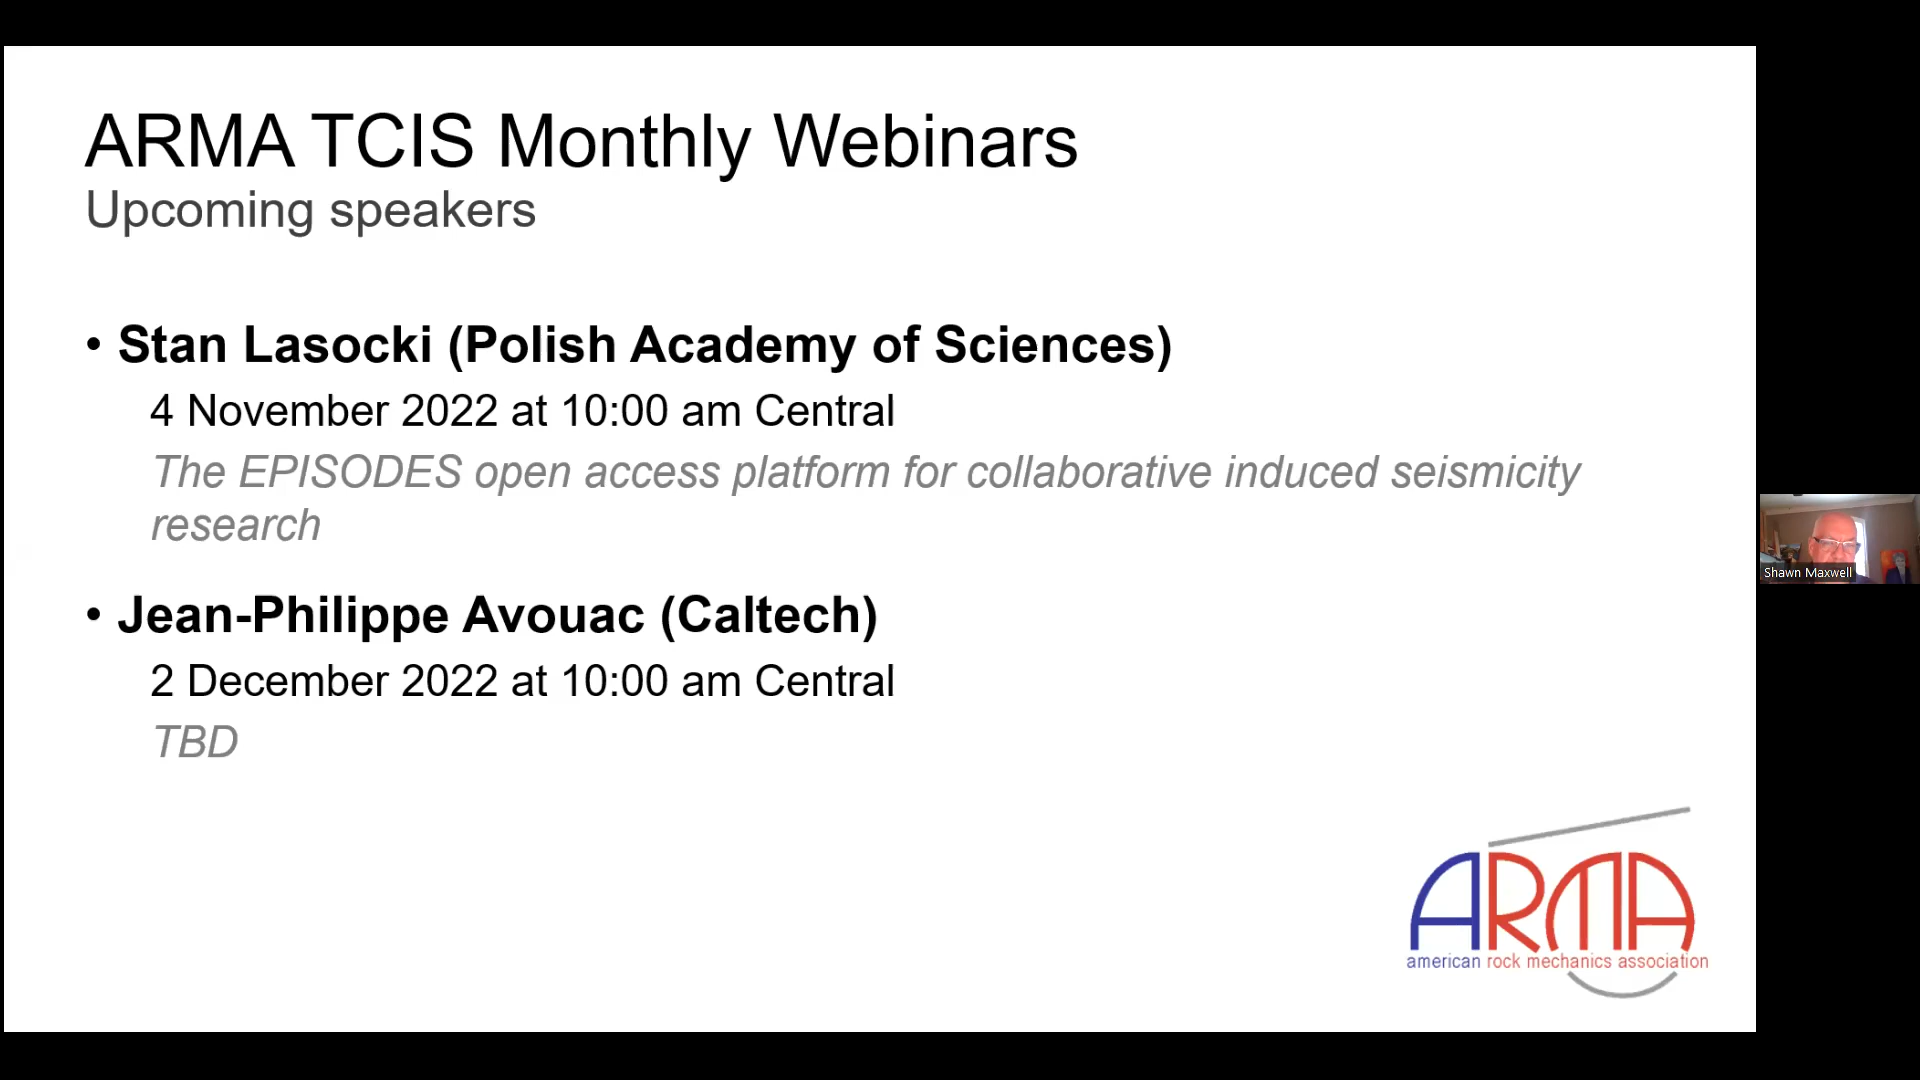 ARMA TCIS Monthly Webinars
Upcoming speakers
• Stan Lasocki (Polish Academy of Sciences)
4 November 2022 at 10:00 am Central
The EPISODES open access platform for collaborative induced seismicity
research
• Jean-Philippe Avouac (Caltech)
2 December 2022 at 10:00 am Central
TBD
Shawn Maxwell
ARMA
american rock mechanics association